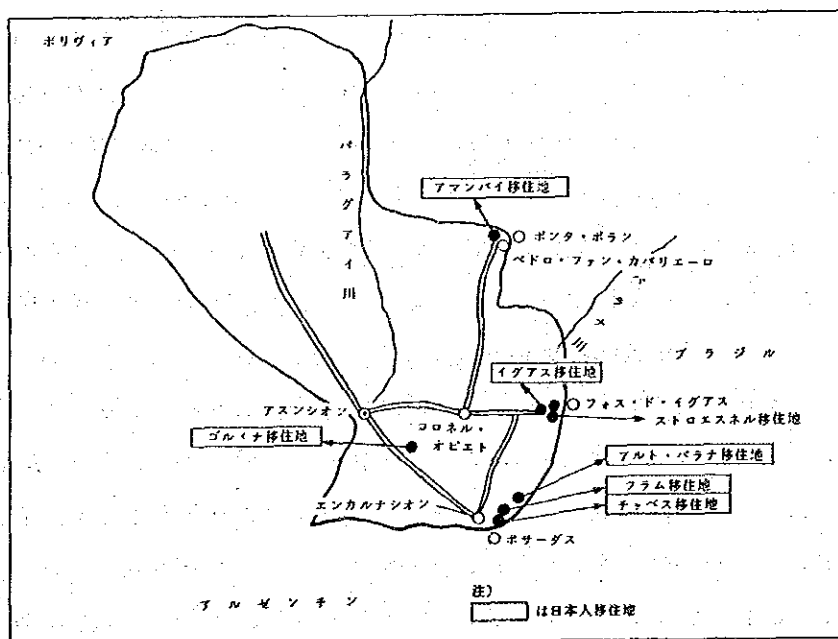 ボリヴィア
パラグアイ川
アマンバイ移住地
ポンタ・ポラン
ペドロ・ファン・カバリエーロ
ブラジル
イグアス移住地
アスンシオン
フォス・ド・イグアス
コロネル・
オビエト
ストロエスネル移住地
ゴルメナ移住地
アルト・パラナ移住地
フラム移住地
エンカルナシオン
チャベス移住地
ポサーダス
アルゼンチン
注)
は日本人移住地